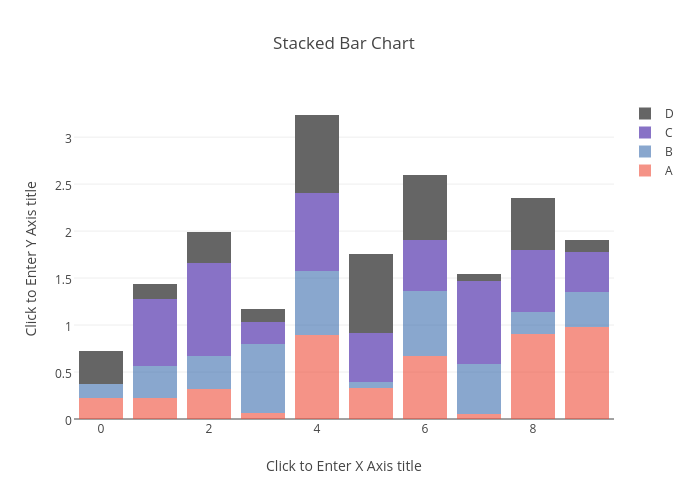 Stacked Bar Chart
D
C
B
A
3
2.5
2
1.5
1
0.5
0
Click to Enter Y Axis title
0 2 4 6 8
Click to Enter X Axis title